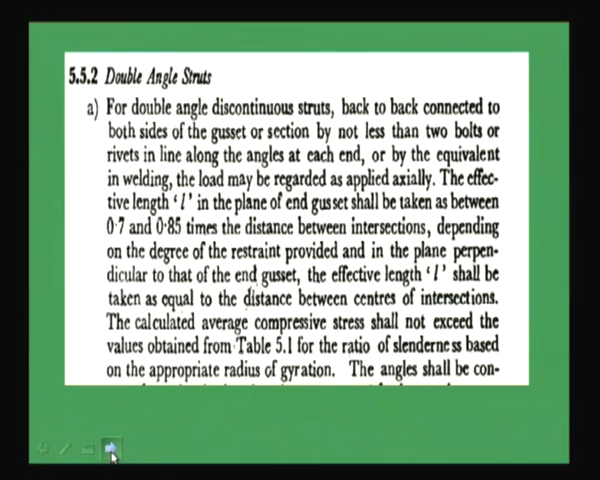 5.5.2 Double Angle Struts
a) For double angle discontinuous struts, back to back connected to
both sides of the gusset or section by not less than two bolts or
rivets in line along the angles at each end, or by the equivalent
in welding, the load may be regarded as applied axially. The effec-
tive length ‘l’ in the plane of end gusset shall be taken as between
0·7 and 0·85 times the distance between intersections, depending
on the degree of the restraint provided and in the plane perpen-
dicular to that of the end gusset, the effective length ‘l’ shall be
taken as equal to the distance between centres of intersections.
The calculated average compressive stress shall not exceed the
values obtained from Table 5.1 for the ratio of slenderness based
on the appropriate radius of gyration. The angles shall be con-